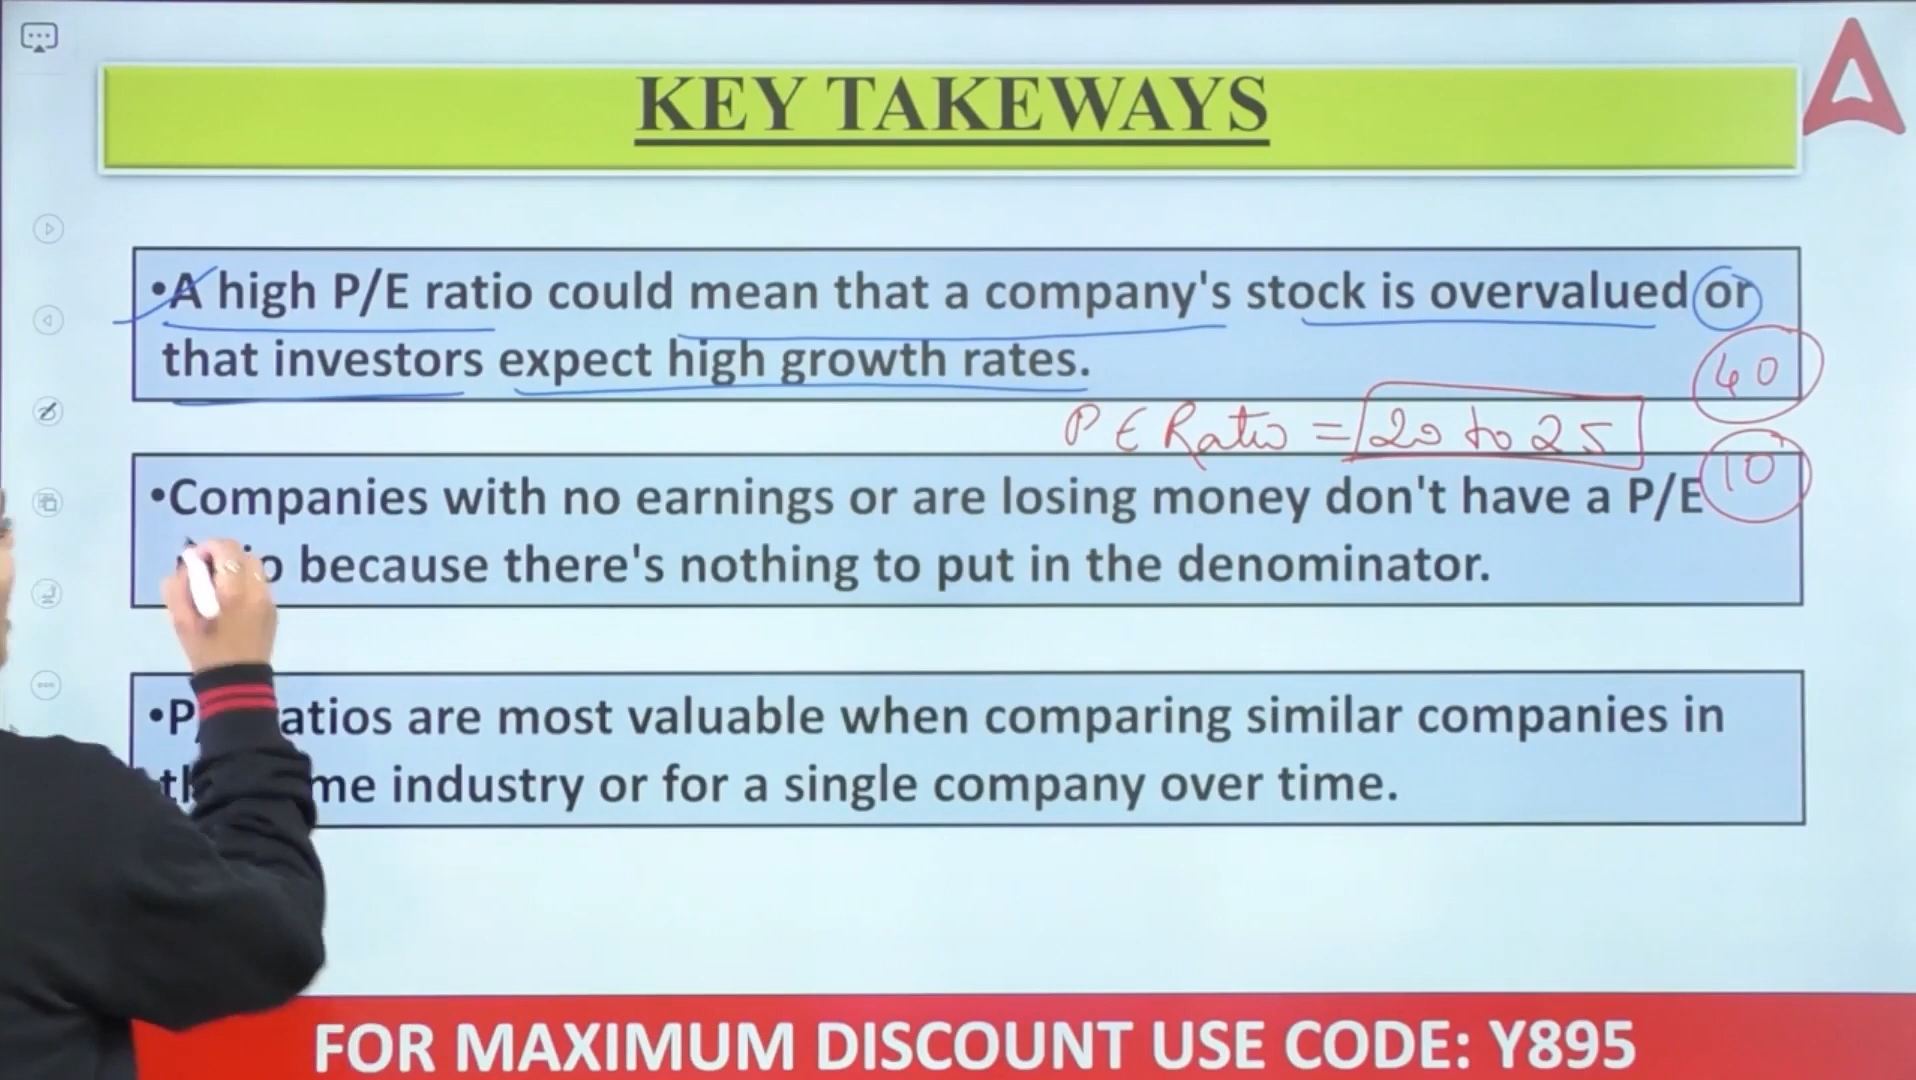 KEY TAKEWAYS
•A high P/E ratio could mean that a company's stock is overvalued or
that investors expect high growth rates.
40
P E Ratio = 20 to 25
10
•Companies with no earnings or are losing money don't have a P/E
because there's nothing to put in the denominator.
are most valuable when comparing similar companies in
industry or for a single company over time.
FOR MAXIMUM DISCOUNT USE CODE: Y895